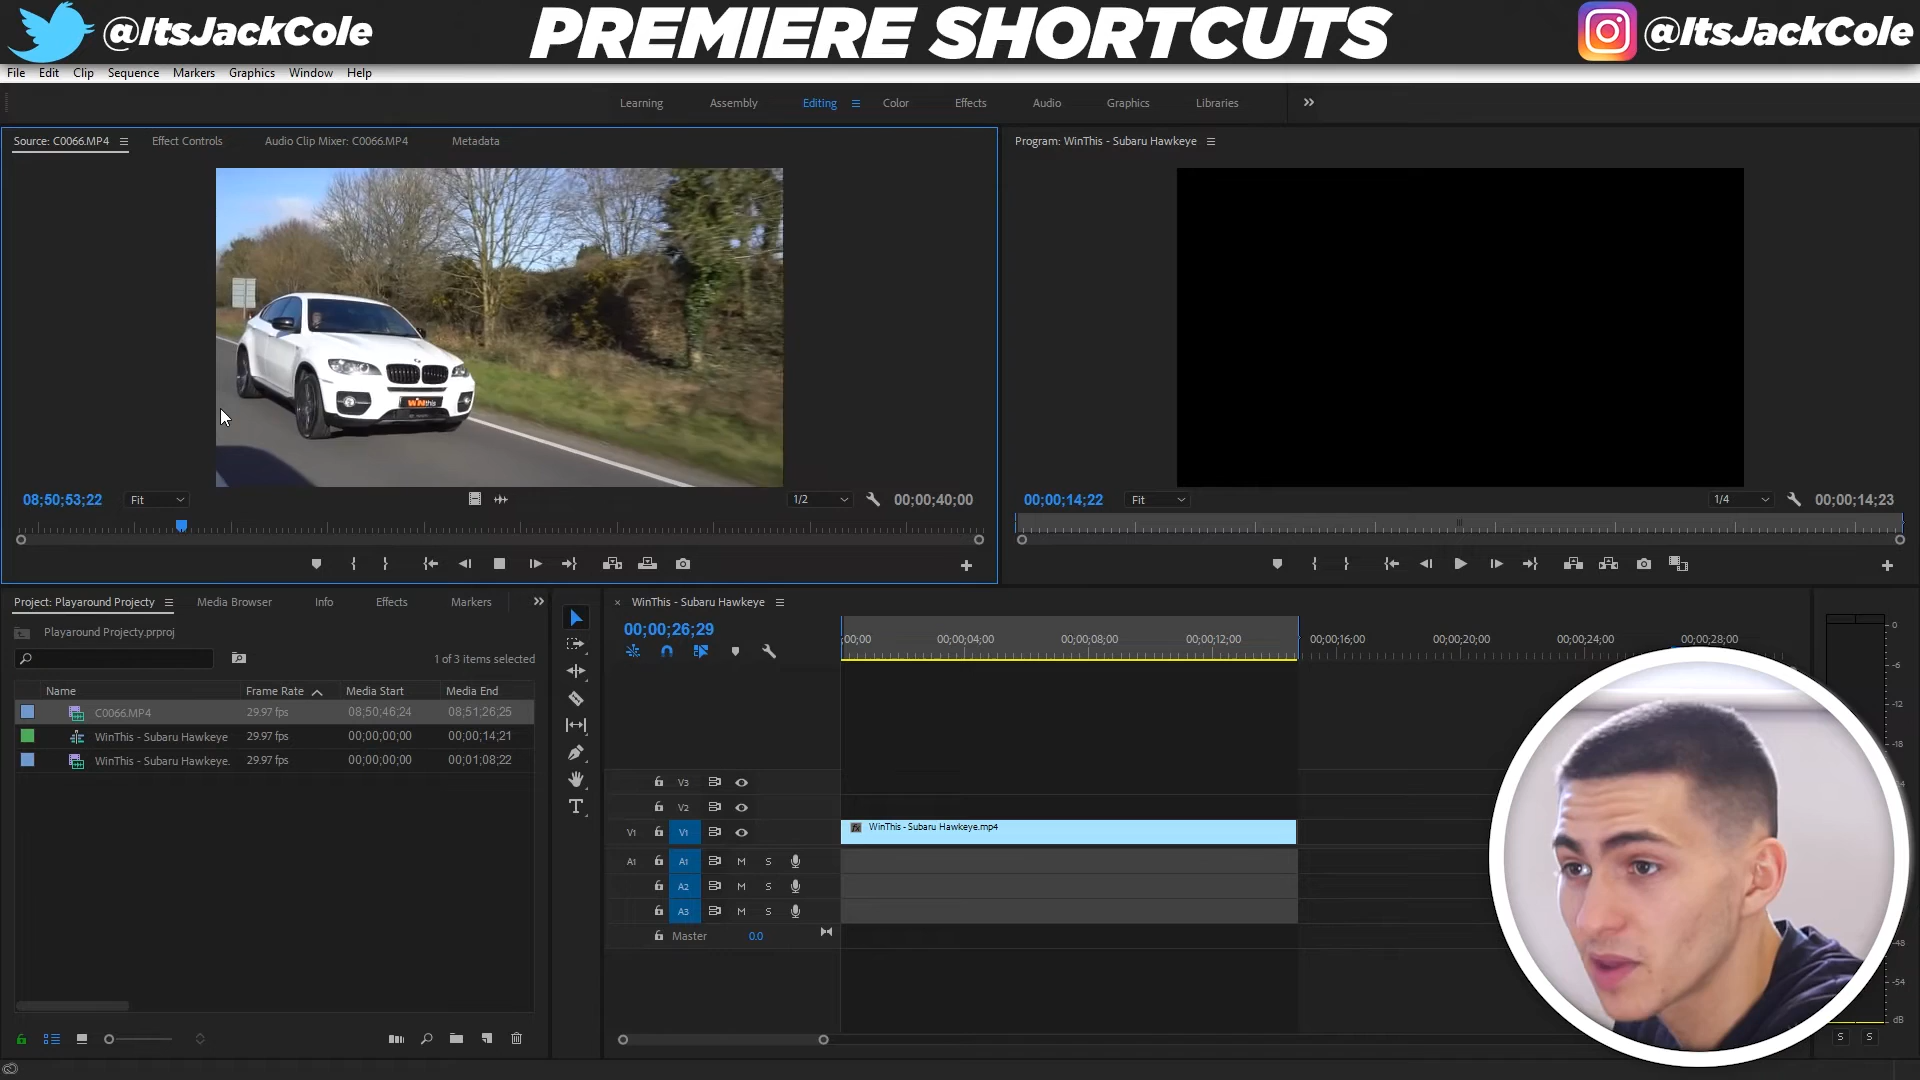 @ItsJackCole
PREMIERE SHORTCUTS
@ItsJackCole
File Edit Clip Sequence Markers Graphics Window Help
Learning Assembly Editing Color Effects Audio Graphics Libraries
Source: C0066.MP4 Effect Controls Audio Clip Mixer: C0066.MP4 Metadata
Program: WinThis - Subaru Hawkeye
WiNthis
08;50;53;22 Fit 1/2 00;00;40;00
00;00;14;22 Fit 1/4 00;00;14;23
Project: Playaround Projecty Media Browser Info Effects Markers
Playaround Projecty.prproj
1 of 3 items selected
Name Frame Rate Media Start Media End
C0066.MP4 29.97 fps 08;50;46;24 08;51;26;25
WinThis - Subaru Hawkeye 29.97 fps 00;00;00;00 00;00;14;21
WinThis - Subaru Hawkeye. 29.97 fps 00;00;00;00 00;01;08;22
WinThis - Subaru Hawkeye
00;00;26;29
;00;00 00;00;04;00 00;00;08;00 00;00;12;00 00;00;16;00 00;00;20;00 00;00;24;00 00;00;28;00
V3
V2
V1 V1 WinThis - Subaru Hawkeye.mp4
A1 A1 M S
A2 M S
A3 M S
Master 0.0
0
-6
-12
-18
-48
-54
dB
S S